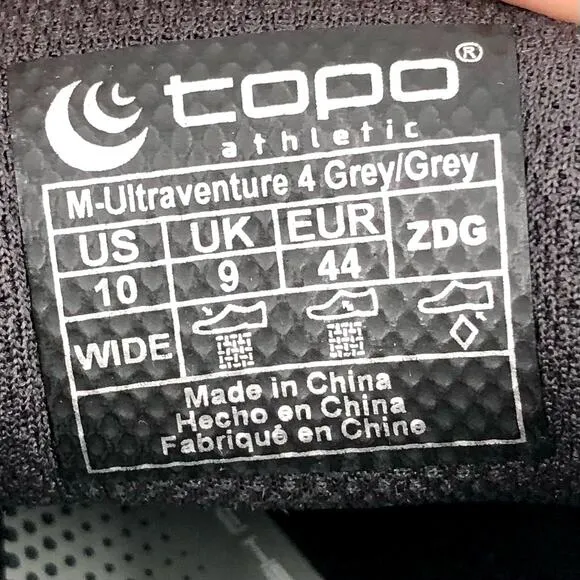 topo®
athletic
M-Ultraventure 4 Grey/Grey
US UK EUR ZDG
10 9 44
WIDE
Made in China
Hecho en China
Fabriqué en Chine